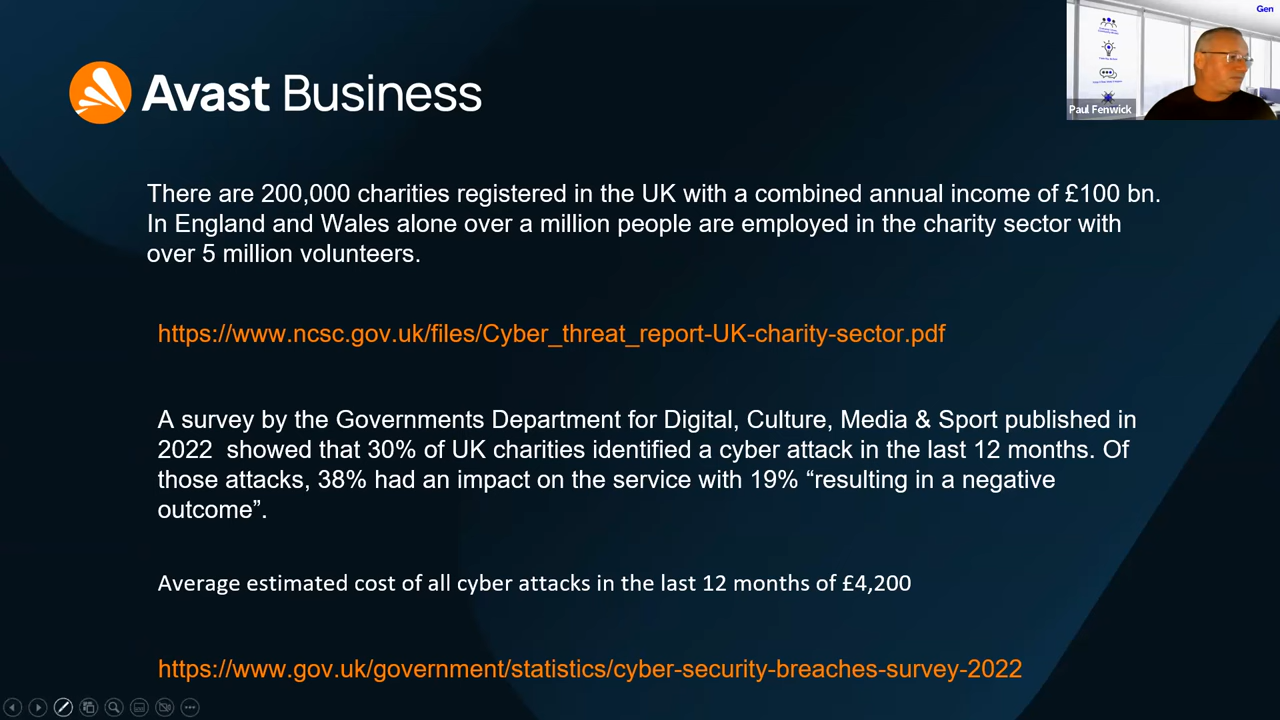 Gen
Avast Business
Paul Fenwick
There are 200,000 charities registered in the UK with a combined annual income of £100 bn.
In England and Wales alone over a million people are employed in the charity sector with
over 5 million volunteers.
https://www.ncsc.gov.uk/files/Cyber_threat_report-UK-charity-sector.pdf
A survey by the Governments Department for Digital, Culture, Media & Sport published in
2022  showed that 30% of UK charities identified a cyber attack in the last 12 months. Of
those attacks, 38% had an impact on the service with 19% “resulting in a negative
outcome”.
Average estimated cost of all cyber attacks in the last 12 months of £4,200
https://www.gov.uk/government/statistics/cyber-security-breaches-survey-2022